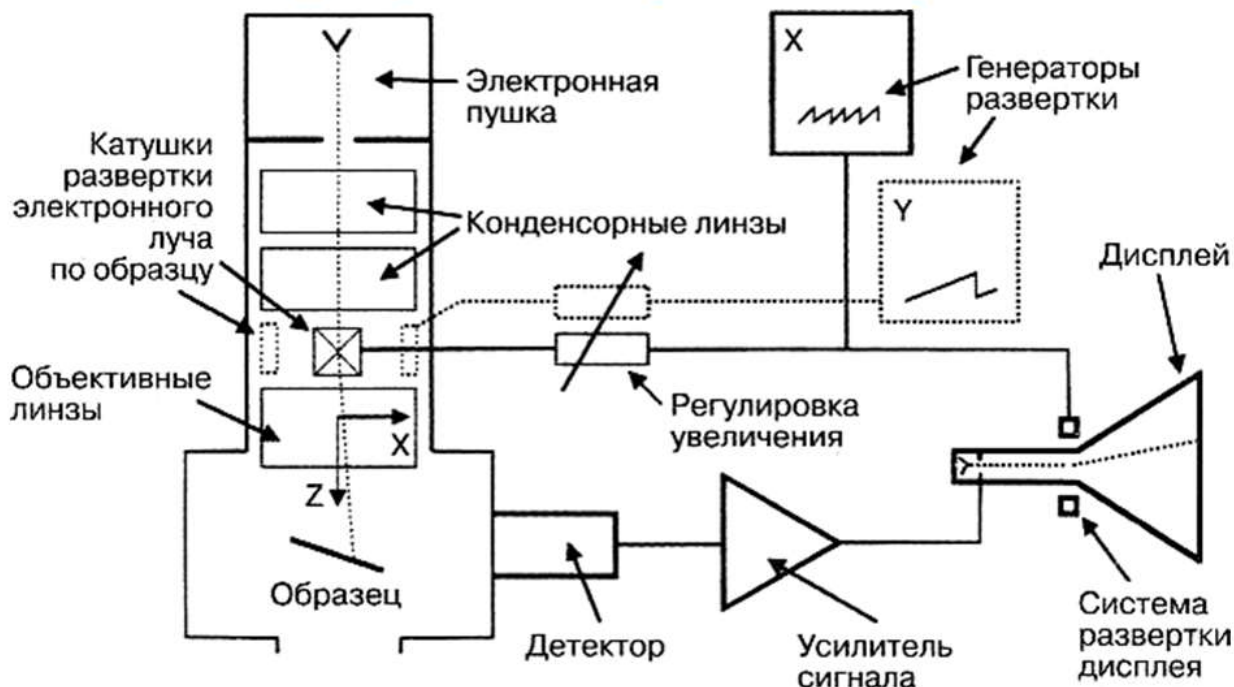 X
Электронная
пушка
Генераторы
развертки
Катушки
развертки
электронного
луча
по образцу
Y
Конденсорные линзы
Дисплей
Объективные
линзы
X
Регулировка
увеличения
Z
Образец
Детектор
Усилитель
сигнала
Система
развертки
дисплея